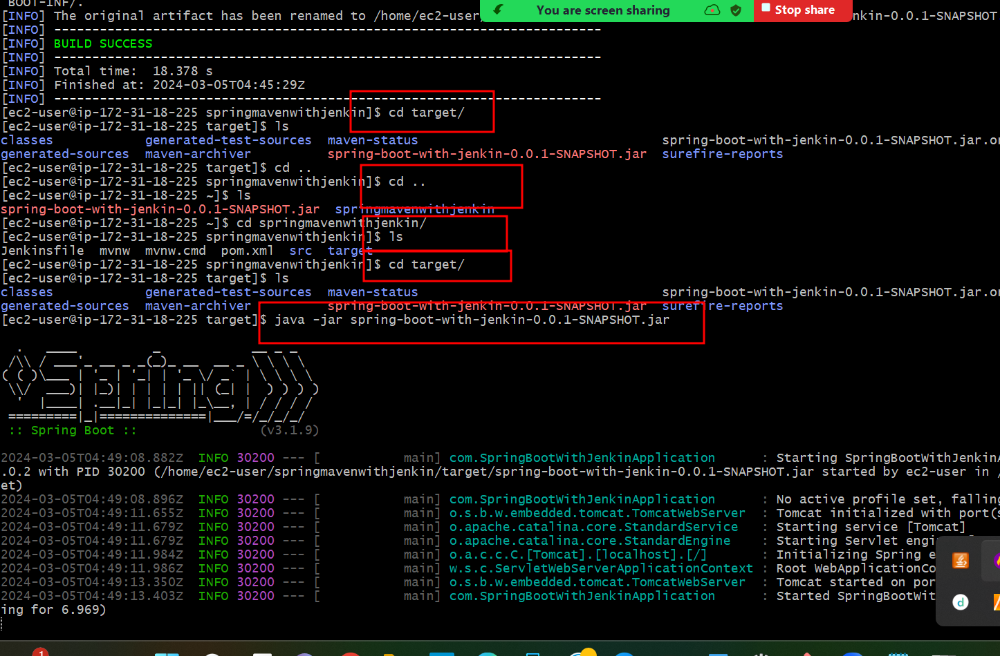 BOOT-INF/.
[INFO] The original artifact has been renamed to /home/ec2-user/
nkin-0.0.1-SNAPSHOT
You are screen sharing
Stop share
[INFO] ------------------------------------------------------------------------
[INFO] BUILD SUCCESS
[INFO] ------------------------------------------------------------------------
[INFO] Total time:  18.378 s
[INFO] Finished at: 2024-03-05T04:45:29Z
[INFO] ------------------------------------------------------------------------
[ec2-user@ip-172-31-18-225 springmavenwithjenkin]$ cd target/
[ec2-user@ip-172-31-18-225 target]$ ls
classes            generated-test-sources  maven-status                                spring-boot-with-jenkin-0.0.1-SNAPSHOT.jar.or
generated-sources  maven-archiver          spring-boot-with-jenkin-0.0.1-SNAPSHOT.jar  surefire-reports
[ec2-user@ip-172-31-18-225 target]$ cd ..
[ec2-user@ip-172-31-18-225 springmavenwithjenkin]$ cd ..
[ec2-user@ip-172-31-18-225 ~]$ ls
spring-boot-with-jenkin-0.0.1-SNAPSHOT.jar  springmavenwithjenkin
[ec2-user@ip-172-31-18-225 ~]$ cd springmavenwithjenkin/
[ec2-user@ip-172-31-18-225 springmavenwithjenkin]$ ls
Jenkinsfile  mvnw  mvnw.cmd  pom.xml  src  target
[ec2-user@ip-172-31-18-225 springmavenwithjenkin]$ cd target/
[ec2-user@ip-172-31-18-225 target]$ ls
classes            generated-test-sources  maven-status                                spring-boot-with-jenkin-0.0.1-SNAPSHOT.jar.or
generated-sources  maven-archiver          spring-boot-with-jenkin-0.0.1-SNAPSHOT.jar  surefire-reports
[ec2-user@ip-172-31-18-225 target]$ java -jar spring-boot-with-jenkin-0.0.1-SNAPSHOT.jar
Spring
:: Spring Boot ::                (v3.1.9)
2024-03-05T04:49:08.882Z  INFO 30200 --- [           main] com.SpringBootWithJenkinApplication      : Starting SpringBootWithJenkinA
.0.2 with PID 30200 (/home/ec2-user/springmavenwithjenkin/target/spring-boot-with-jenkin-0.0.1-SNAPSHOT.jar started by ec2-user in /
et)
2024-03-05T04:49:08.896Z  INFO 30200 --- [           main] com.SpringBootWithJenkinApplication      : No active profile set, falling
2024-03-05T04:49:11.655Z  INFO 30200 --- [           main] o.s.b.w.embedded.tomcat.TomcatWebServer  : Tomcat initialized with port(s
2024-03-05T04:49:11.679Z  INFO 30200 --- [           main] o.apache.catalina.core.StandardService   : Starting service [Tomcat]
2024-03-05T04:49:11.679Z  INFO 30200 --- [           main] o.apache.catalina.core.StandardEngine    : Starting Servlet engi
2024-03-05T04:49:11.984Z  INFO 30200 --- [           main] o.a.c.c.C.[Tomcat].[localhost].[/]       : Initializing Spring e
2024-03-05T04:49:11.986Z  INFO 30200 --- [           main] w.s.c.ServletWebServerApplicationContext : Root WebApplicationCo
2024-03-05T04:49:13.350Z  INFO 30200 --- [           main] o.s.b.w.embedded.tomcat.TomcatWebServer  : Tomcat started on por
2024-03-05T04:49:13.403Z  INFO 30200 --- [           main] com.SpringBootWithJenkinApplication      : Started SpringBootWit
ing for 6.969)
d
1